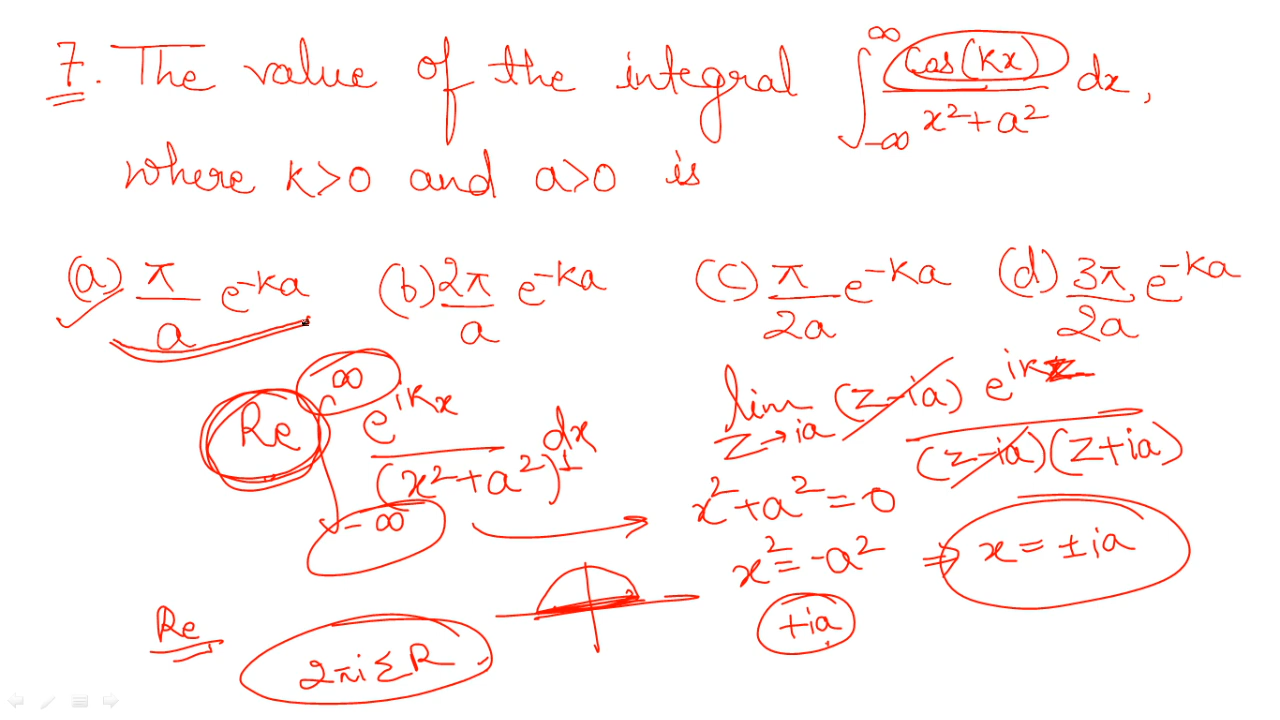 7. The value of the integral ∫_{-∞}^{∞} cos(kx)/(x²+a²) dx,
where k>0 and a>0 is
(a) π/a e^{-ka} (b) 2π/a e^{-ka} (c) π/2a e^{-ka} (d) 3π/2a e^{-ka}
Re ∫_{-∞}^{∞} e^{ikx}/(x²+a²)^1 dx
lim_{z→ia} (z-ia) e^{ikz}/(z-ia)(z+ia)
x²+a²=0
x²=-a² ⇒ x=±ia
+ia
Re 2πiΣR